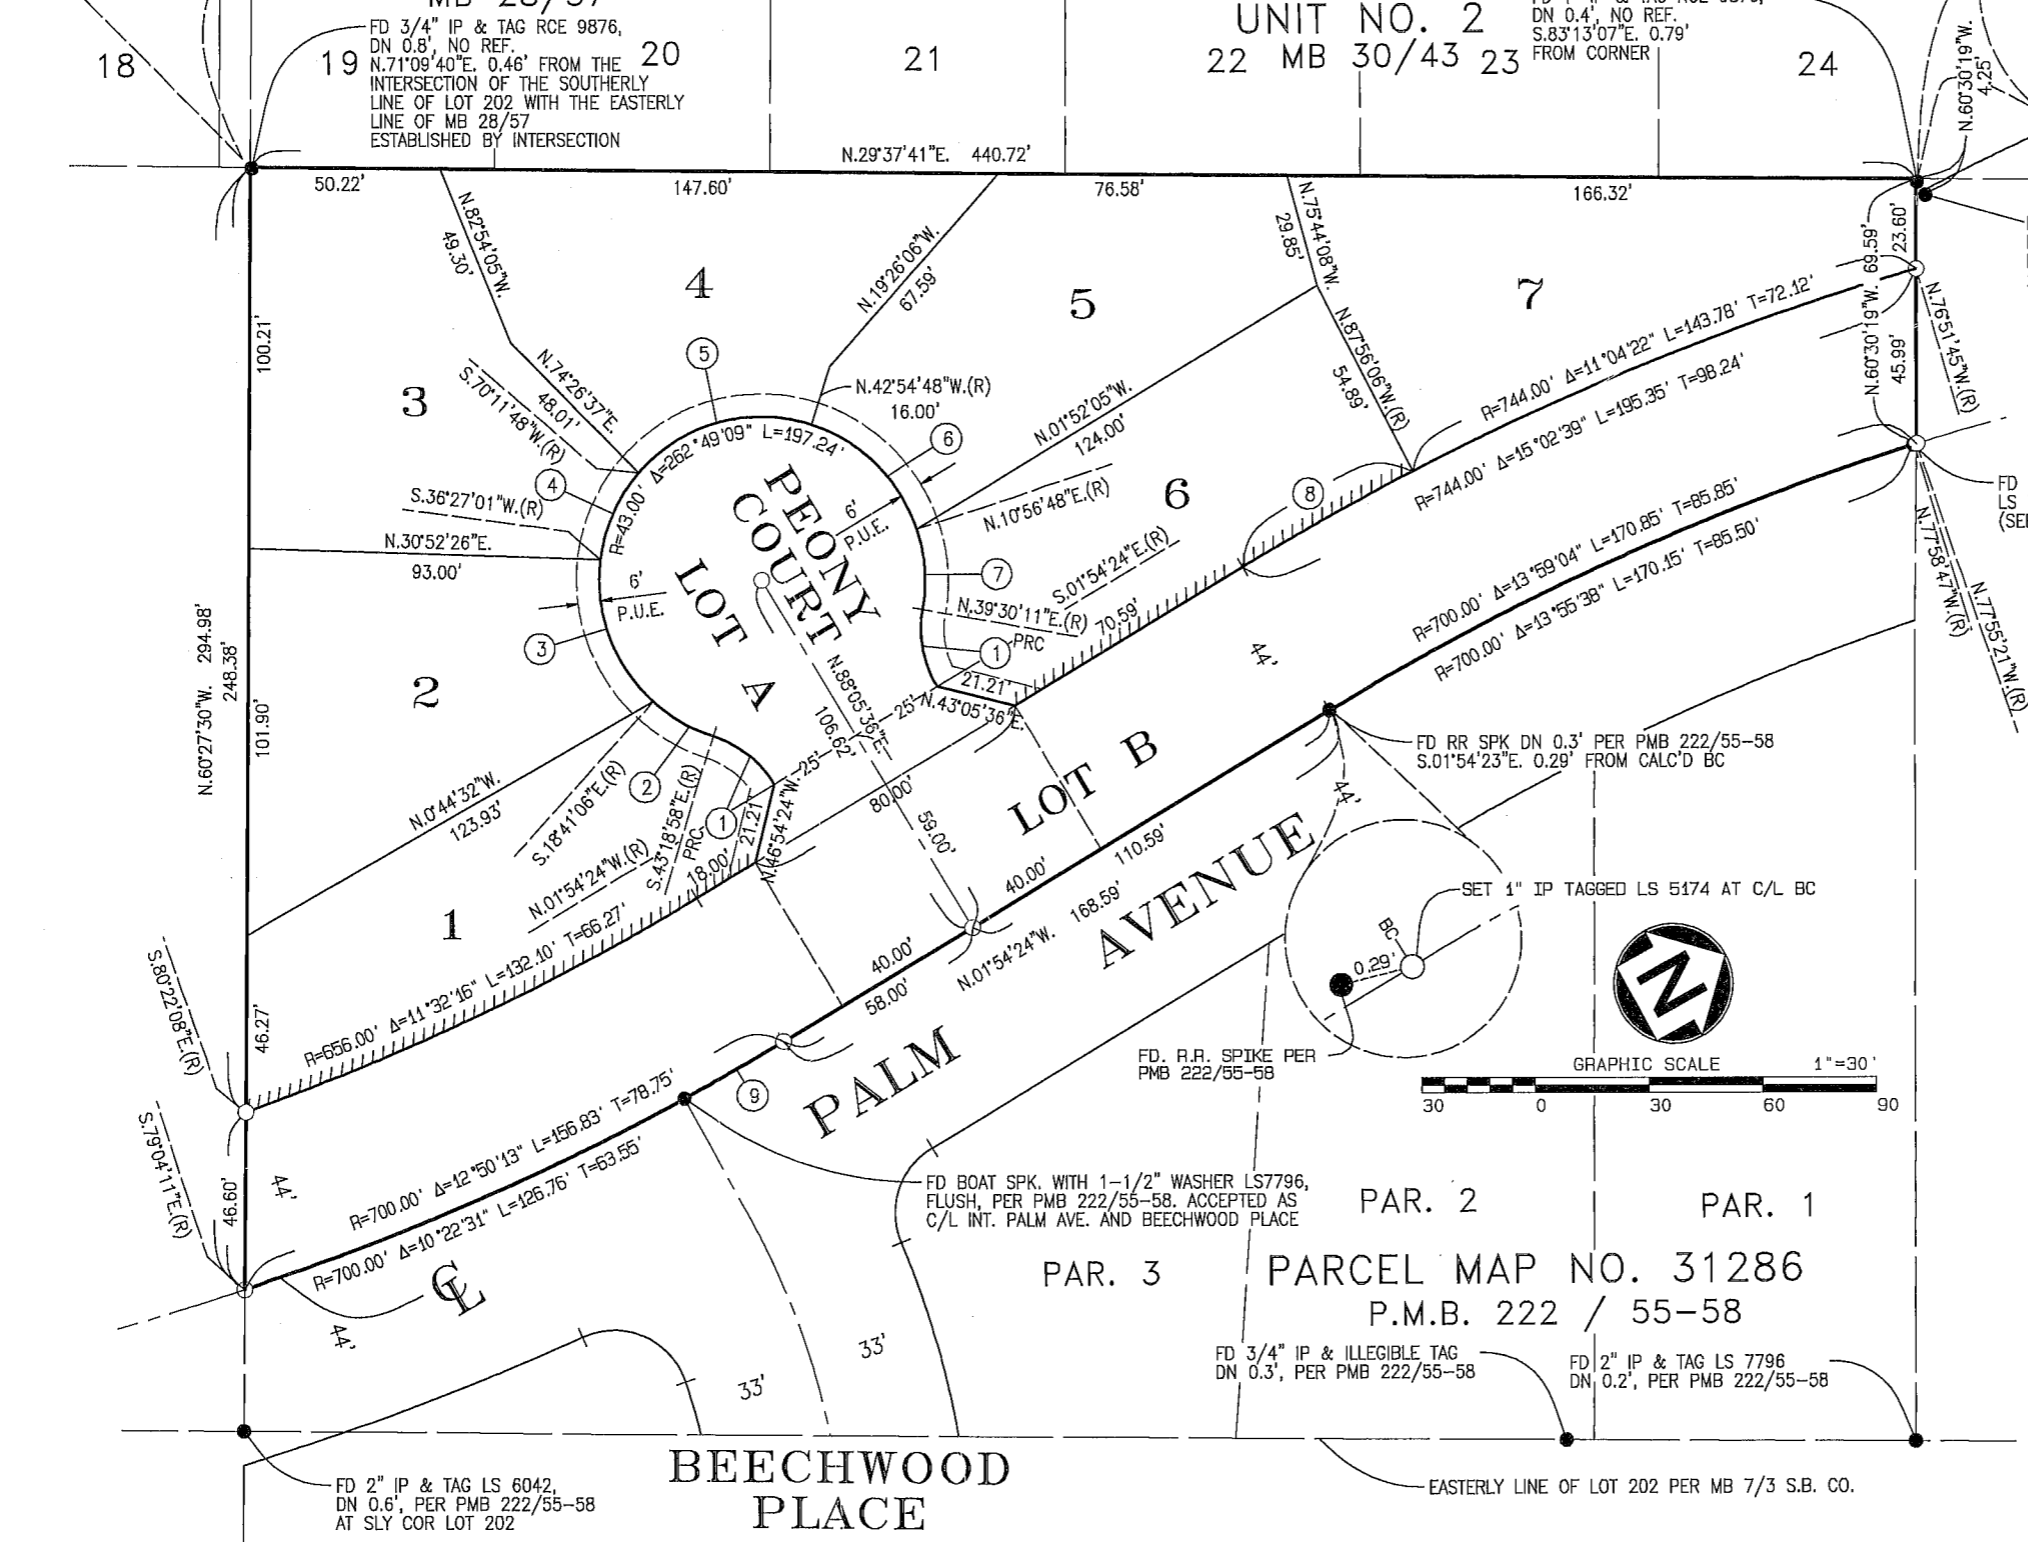 MB 28/57
FD 3/4" IP & TAG RCE 9876,
DN 0.8', NO REF.
N.71°09'40"E. 0.46' FROM THE
INTERSECTION OF THE SOUTHERLY
LINE OF LOT 202 WITH THE EASTERLY
LINE OF MB 28/57
ESTABLISHED BY INTERSECTION
18
19
20
21
UNIT NO. 2
22 MB 30/43 23
DN 0.4', NO REF.
S.83°13'07"E. 0.79'
FROM CORNER
24
N.60°30'19"W.
4.25'
N.29°37'41"E. 440.72'
50.22'
147.60'
76.58'
166.32'
N.82°54'05"W.
49.30'
N.19°26'06"W.
67.59'
N.75°44'08"W.
29.85'
N.60°30'19"W. 69.59'
23.60'
45.99'
4
5
7
3
100.21'
N.74°26'37"E.
48.01'
S.70°11'48"W.(R)
5
N.42°54'48"W.(R)
16.00'
6
N.01°52'05"W.
124.00'
N.87°56'06"W.(R)
54.89'
R=744.00' Δ=11°04'22" L=143.78' T=72.12'
R=744.00' Δ=15°02'39" L=195.35' T=98.24'
N.76°51'45"W.(R)
R=43.00' Δ=262°49'09" L=197.24'
4
S.36°27'01"W.(R)
N.30°52'26"E.
93.00'
6'
P.U.E.
6'
P.U.E.
PEONY
COURT
LOT A
N.10°56'48"E.(R)
6
8
7
S.01°54'24"E.(R)
N.39°30'11"E.(R)
70.59'
1
PRC
21.21'
N.43°05'36"E.
FD
LS
N.77°58'47"W.(R)
N.77°55'21"W.(R)
R=700.00' Δ=13°59'04" L=170.85' T=85.85'
R=700.00' Δ=13°55'38" L=170.15' T=85.50'
44'
N.60°27'30"W. 294.98'
248.38'
101.90'
3
2
2
1
N.0°44'32"W.
123.93'
S.18°41'06"E.(R)
S.43°18'58"E.(R)
PRC
21.21'
N.46°54'24"W.
N.88°05'36"E.
106.62'
25'
25'
80.00'
59.00'
LOT B
FD RR SPK DN 0.3' PER PMB 222/55-58
S.01°54'23"E. 0.29' FROM CALC'D BC
44'
1
N.01°54'24"W.(R)
18.00'
R=656.00' Δ=11°32'16" L=132.10' T=66.27'
40.00'
110.59'
40.00'
58.00'
N.01°54'24"W. 168.59'
PALM AVENUE
SET 1" IP TAGGED LS 5174 AT C/L BC
BC
0.29'
FD. R.R. SPIKE PER
PMB 222/55-58
N
GRAPHIC SCALE 1"=30'
30 0 30 60 90
S.80°22'08"E.(R)
46.27'
S.79°04'11"E.(R)
46.60'
44'
R=700.00' Δ=12°50'13" L=156.83' T=78.75'
R=700.00' Δ=10°22'31" L=126.76' T=63.55'
9
CL
44'
FD BOAT SPK. WITH 1-1/2" WASHER LS7796,
FLUSH, PER PMB 222/55-58. ACCEPTED AS
C/L INT. PALM AVE. AND BEECHWOOD PLACE
PAR. 3
PAR. 2
PAR. 1
PARCEL MAP NO. 31286
P.M.B. 222 / 55-58
33'
33'
FD 3/4" IP & ILLEGIBLE TAG
DN 0.3', PER PMB 222/55-58
FD 2" IP & TAG LS 7796
DN 0.2', PER PMB 222/55-58
BEECHWOOD
PLACE
FD 2" IP & TAG LS 6042,
DN 0.6', PER PMB 222/55-58
AT SLY COR LOT 202
EASTERLY LINE OF LOT 202 PER MB 7/3 S.B. CO.